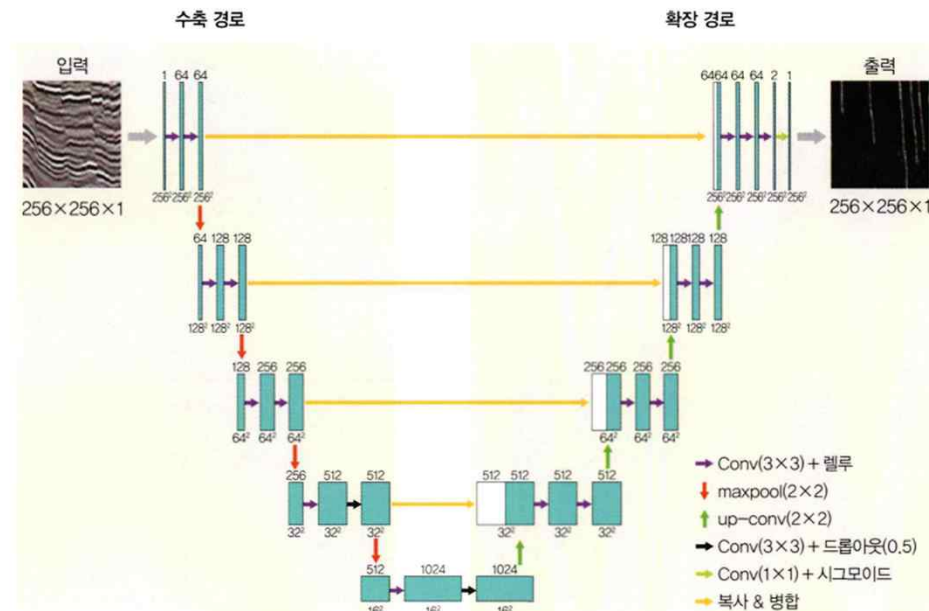 수축 경로
확장 경로
입력
256×256×1
1 64 64
256² 256² 256²
64 128 128
128² 128² 128²
128 256 256
64² 64² 64²
256 512 512
32² 32² 32²
512 1024 1024
16² 16² 16²
512 512 512 512
32² 32² 32²
256 256 256 256
64² 64² 64²
128 128 128 128
128² 128² 128²
64 64 64 64 2 1
256² 256² 256² 256² 256²
출력
256×256×1
Conv(3×3)+렐루
maxpool(2×2)
up-conv(2×2)
Conv(3×3)+드롭아웃(0.5)
Conv(1×1)+시그모이드
복사 & 병합